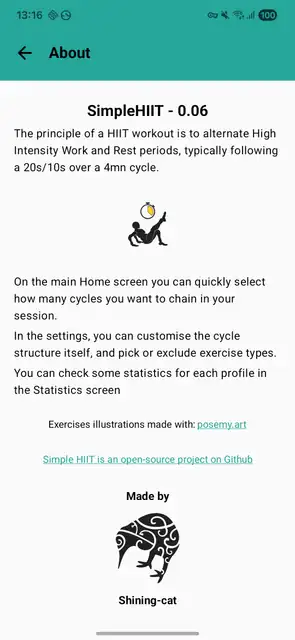 13:16
100
About
SimpleHIIT - 0.06
The principle of a HIIT workout is to alternate High
Intensity Work and Rest periods, typically following
a 20s/10s over a 4mn cycle.
On the main Home screen you can quickly select
how many cycles you want to chain in your
session.
In the settings, you can customise the cycle
structure itself, and pick or exclude exercise types.
You can check some statistics for each profile in
the Statistics screen
Exercises illustrations made with: posemy.art
Simple HIIT is an open-source project on Github
Made by
Shining-cat